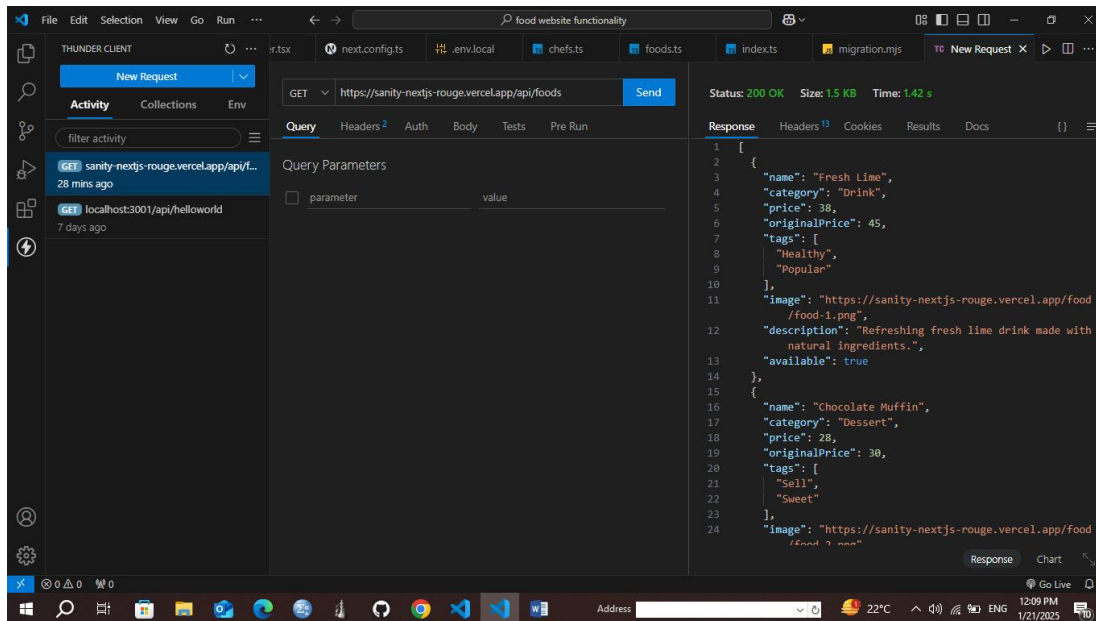 File Edit Selection View Go Run ··· food website functionality
THUNDER CLIENT ···
er.tsx next.config.ts .env.local chefs.ts foods.ts index.ts migration.mjs TC New Request ···
New Request
Activity Collections Env
filter activity
GET sanity-nextjs-rouge.vercel.app/api/f...
28 mins ago
GET localhost:3001/api/helloworld
7 days ago
GET https://sanity-nextjs-rouge.vercel.app/api/foods Send
Query Headers 2 Auth Body Tests Pre Run
Query Parameters
parameter value
Status: 200 OK Size: 1.5 KB Time: 1.42 s
Response Headers 13 Cookies Results Docs {}
1 [
2 {
3 "name": "Fresh Lime",
4 "category": "Drink",
5 "price": 38,
6 "originalPrice": 45,
7 "tags": [
8 "Healthy",
9 "Popular"
10 ],
11 "image": "https://sanity-nextjs-rouge.vercel.app/food
/food-1.png",
12 "description": "Refreshing fresh lime drink made with
natural ingredients.",
13 "available": true
14 },
15 {
16 "name": "Chocolate Muffin",
17 "category": "Dessert",
18 "price": 28,
19 "originalPrice": 30,
20 "tags": [
21 "Sell",
22 "Sweet"
23 ],
24 "image": "https://sanity-nextjs-rouge.vercel.app/food
/food-2.png"
Response Chart
0 0 0 Go Live
Address 22°C ENG 12:09 PM
1/21/2025